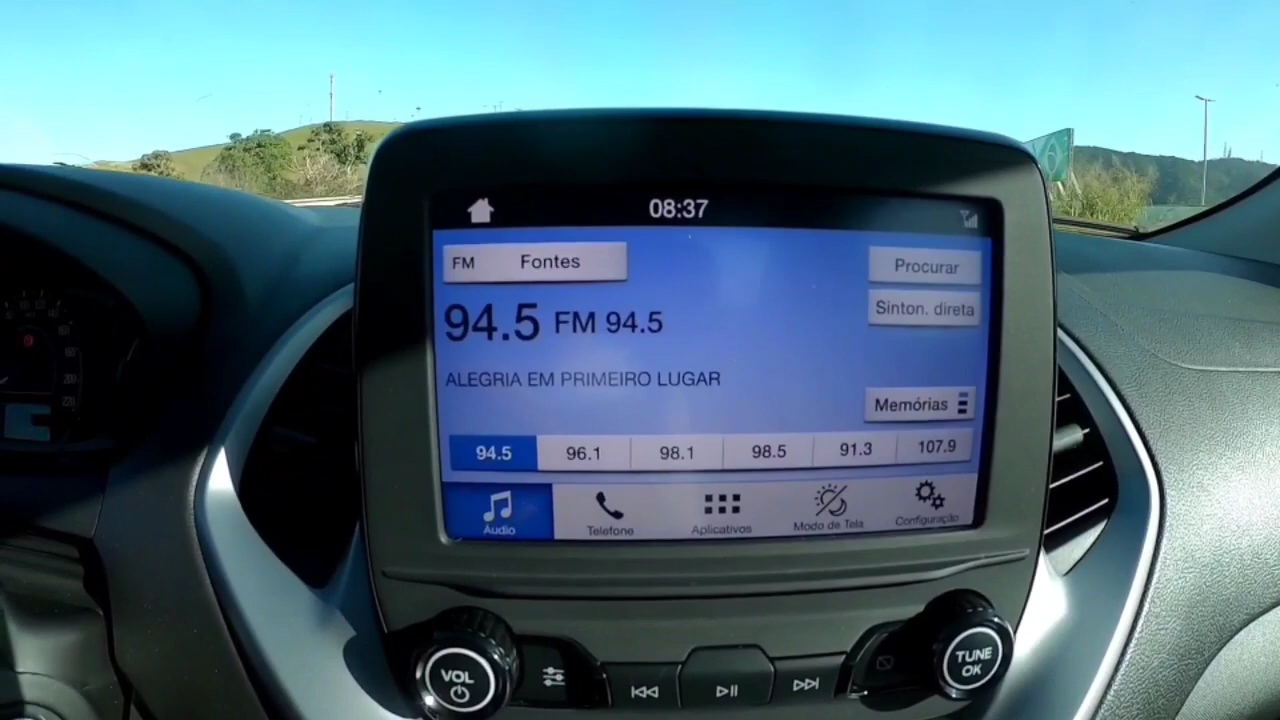 08:37
FM Fontes
Procurar
94.5 FM 94.5
Sinton. direta
ALEGRIA EM PRIMEIRO LUGAR
Memórias
94.5 96.1 98.1 98.5 91.3 107.9
Áudio Telefone Aplicativos Modo de Tela Configuração
VOL
TUNE
OK